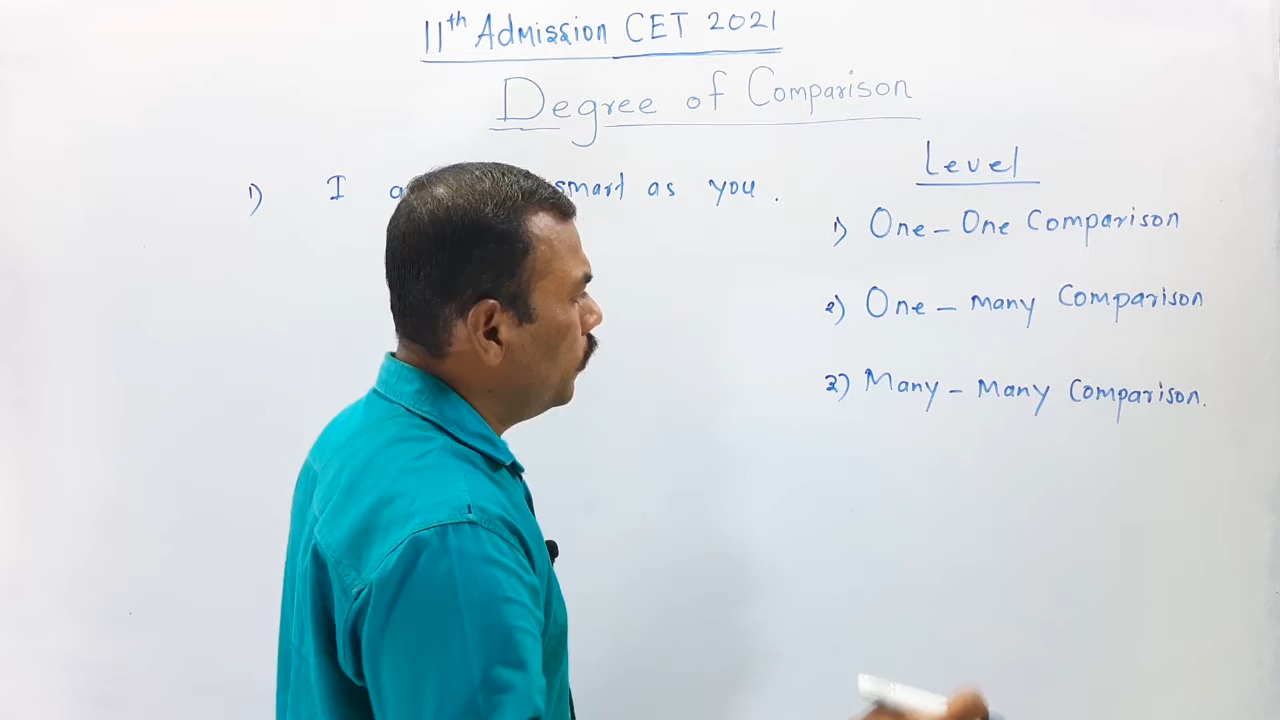 11th Admission CET 2021
Degree of Comparison
1) I smart as you.
Level
1) One - One Comparison
2) One - many Comparison
3) Many - Many Comparison.